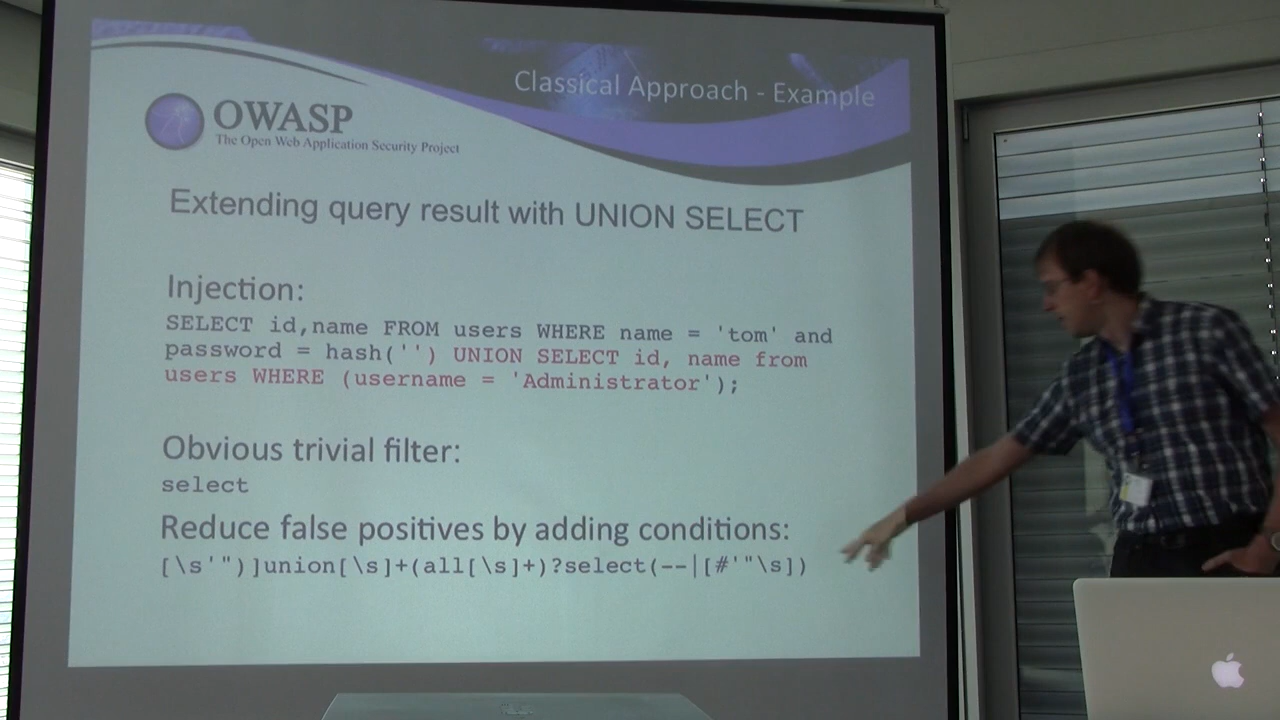 Classical Approach - Example
OWASP
The Open Web Application Security Project
Extending query result with UNION SELECT
Injection:
SELECT id,name FROM users WHERE name = 'tom' and
password = hash('') UNION SELECT id, name from
users WHERE (username = 'Administrator');
Obvious trivial filter:
select
Reduce false positives by adding conditions:
[\s'")]union[\s]+(all[\s]+)?select(--|[#'"\s])